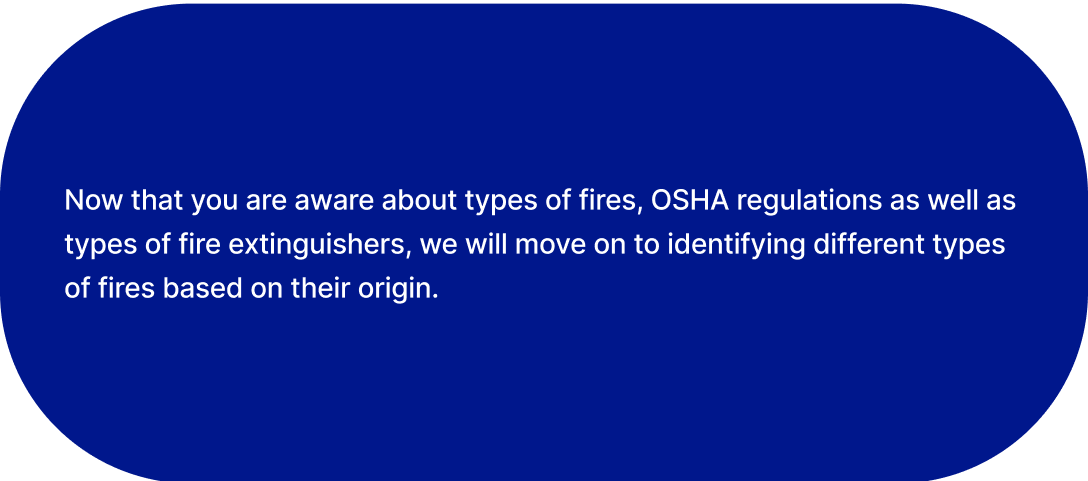 Now that you are aware about types of fires, OSHA regulations as well as
types of fire extinguishers, we will move on to identifying different types
of fires based on their origin.